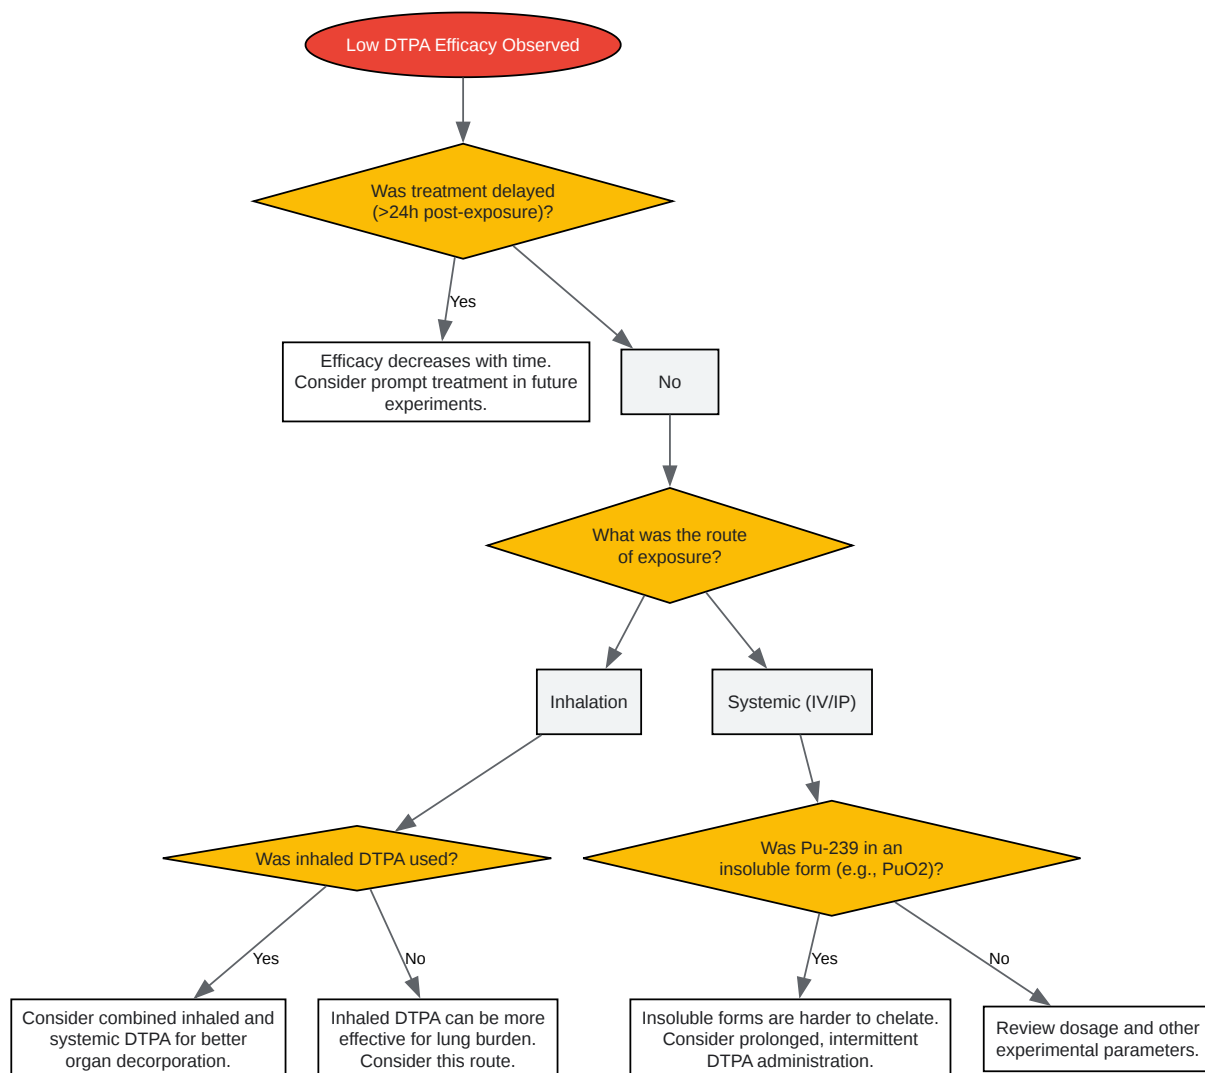 Low DTPA Efficacy Observed
Was treatment delayed
(>24h post-exposure)?
Yes
Efficacy decreases with time.
Consider prompt treatment in future
experiments.
No
What was the route
of exposure?
Inhalation
Systemic (IV/IP)
Was inhaled DTPA used?
Was Pu-239 in an
insoluble form (e.g., PuO2)?
Yes
No
Yes
No
Consider combined inhaled and
systemic DTPA for better
organ decorporation.
Inhaled DTPA can be more
effective for lung burden.
Consider this route.
Insoluble forms are harder to chelate.
Consider prolonged, intermittent
DTPA administration.
Review dosage and other
experimental parameters.